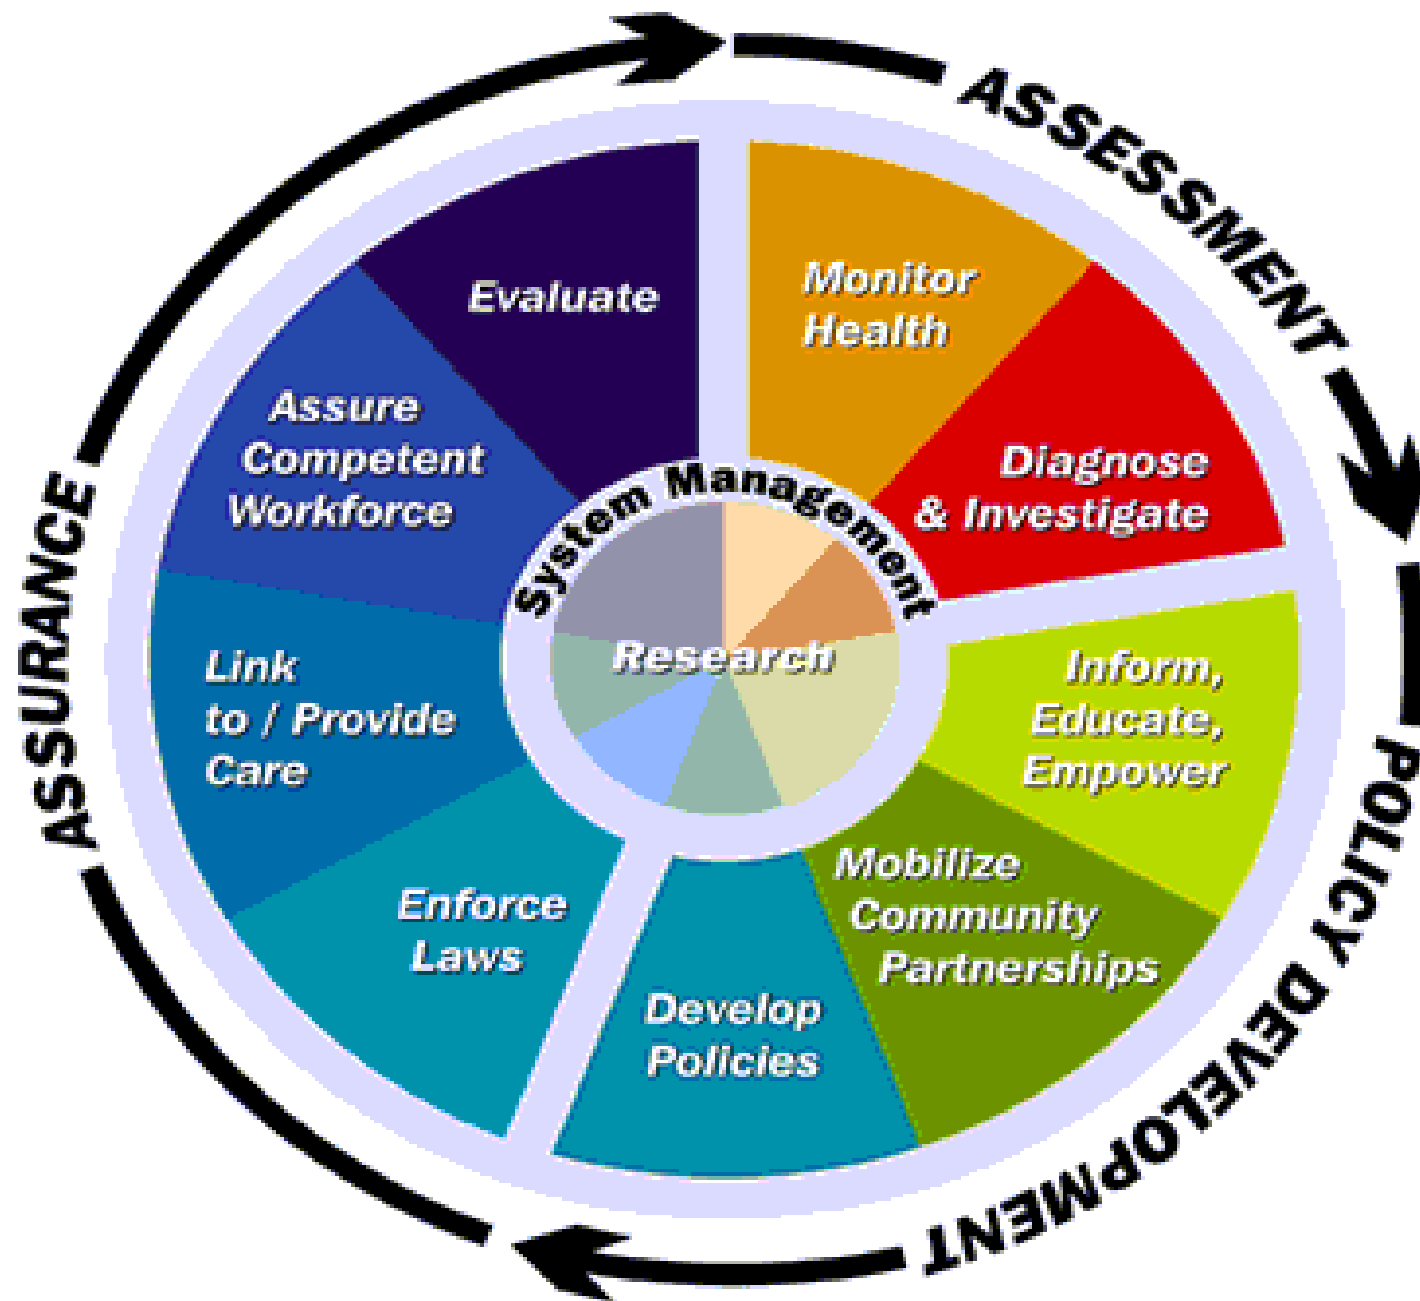 ASSESSMENT
Monitor
Health
Diagnose
& Investigate
POLICY DEVELOPMENT
Inform,
Educate,
Empower
Mobilize
Community
Partnerships
Develop
Policies
ASSURANCE
Enforce
Laws
Link
to / Provide
Care
Assure
Competent
Workforce
Evaluate
System Management
Research